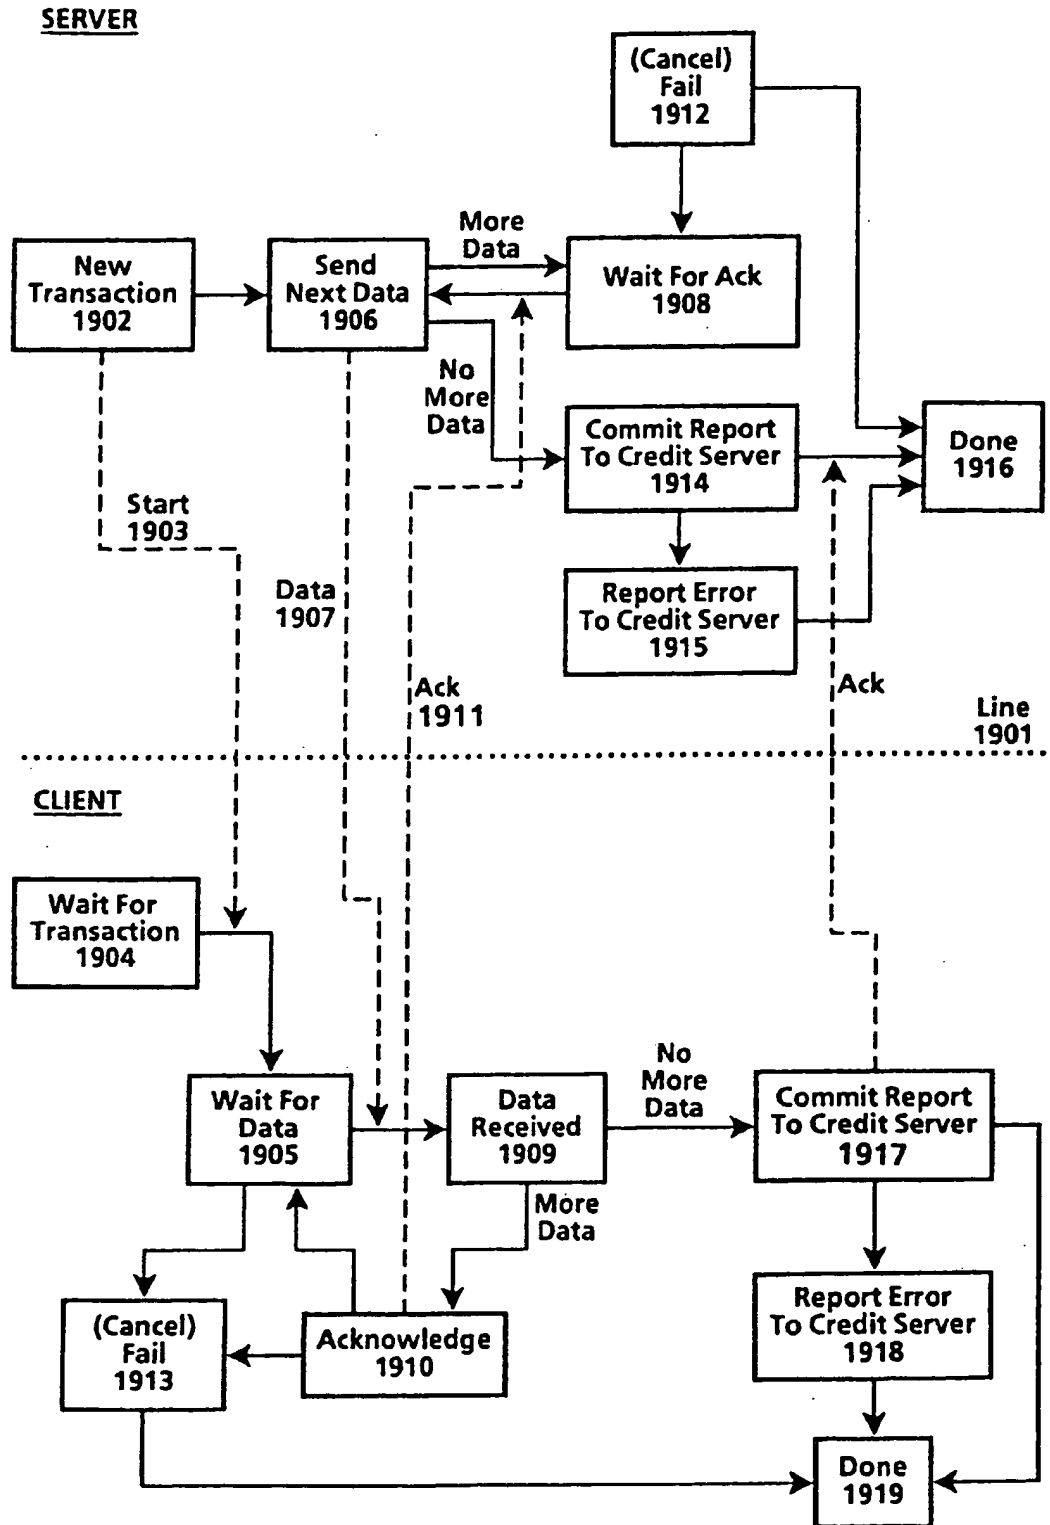 SERVER
(Cancel)
Fail
1912
New
Transaction
1902
Send
Next Data
1906
More
Data
Wait For Ack
1908
No
More
Data
Commit Report
To Credit Server
1914
Done
1916
Start
1903
Data
1907
Report Error
To Credit Server
1915
Ack
1911
Ack
Line
1901
CLIENT
Wait For
Transaction
1904
Wait For
Data
1905
Data
Received
1909
No
More
Data
Commit Report
To Credit Server
1917
More
Data
(Cancel)
Fail
1913
Acknowledge
1910
Report Error
To Credit Server
1918
Done
1919